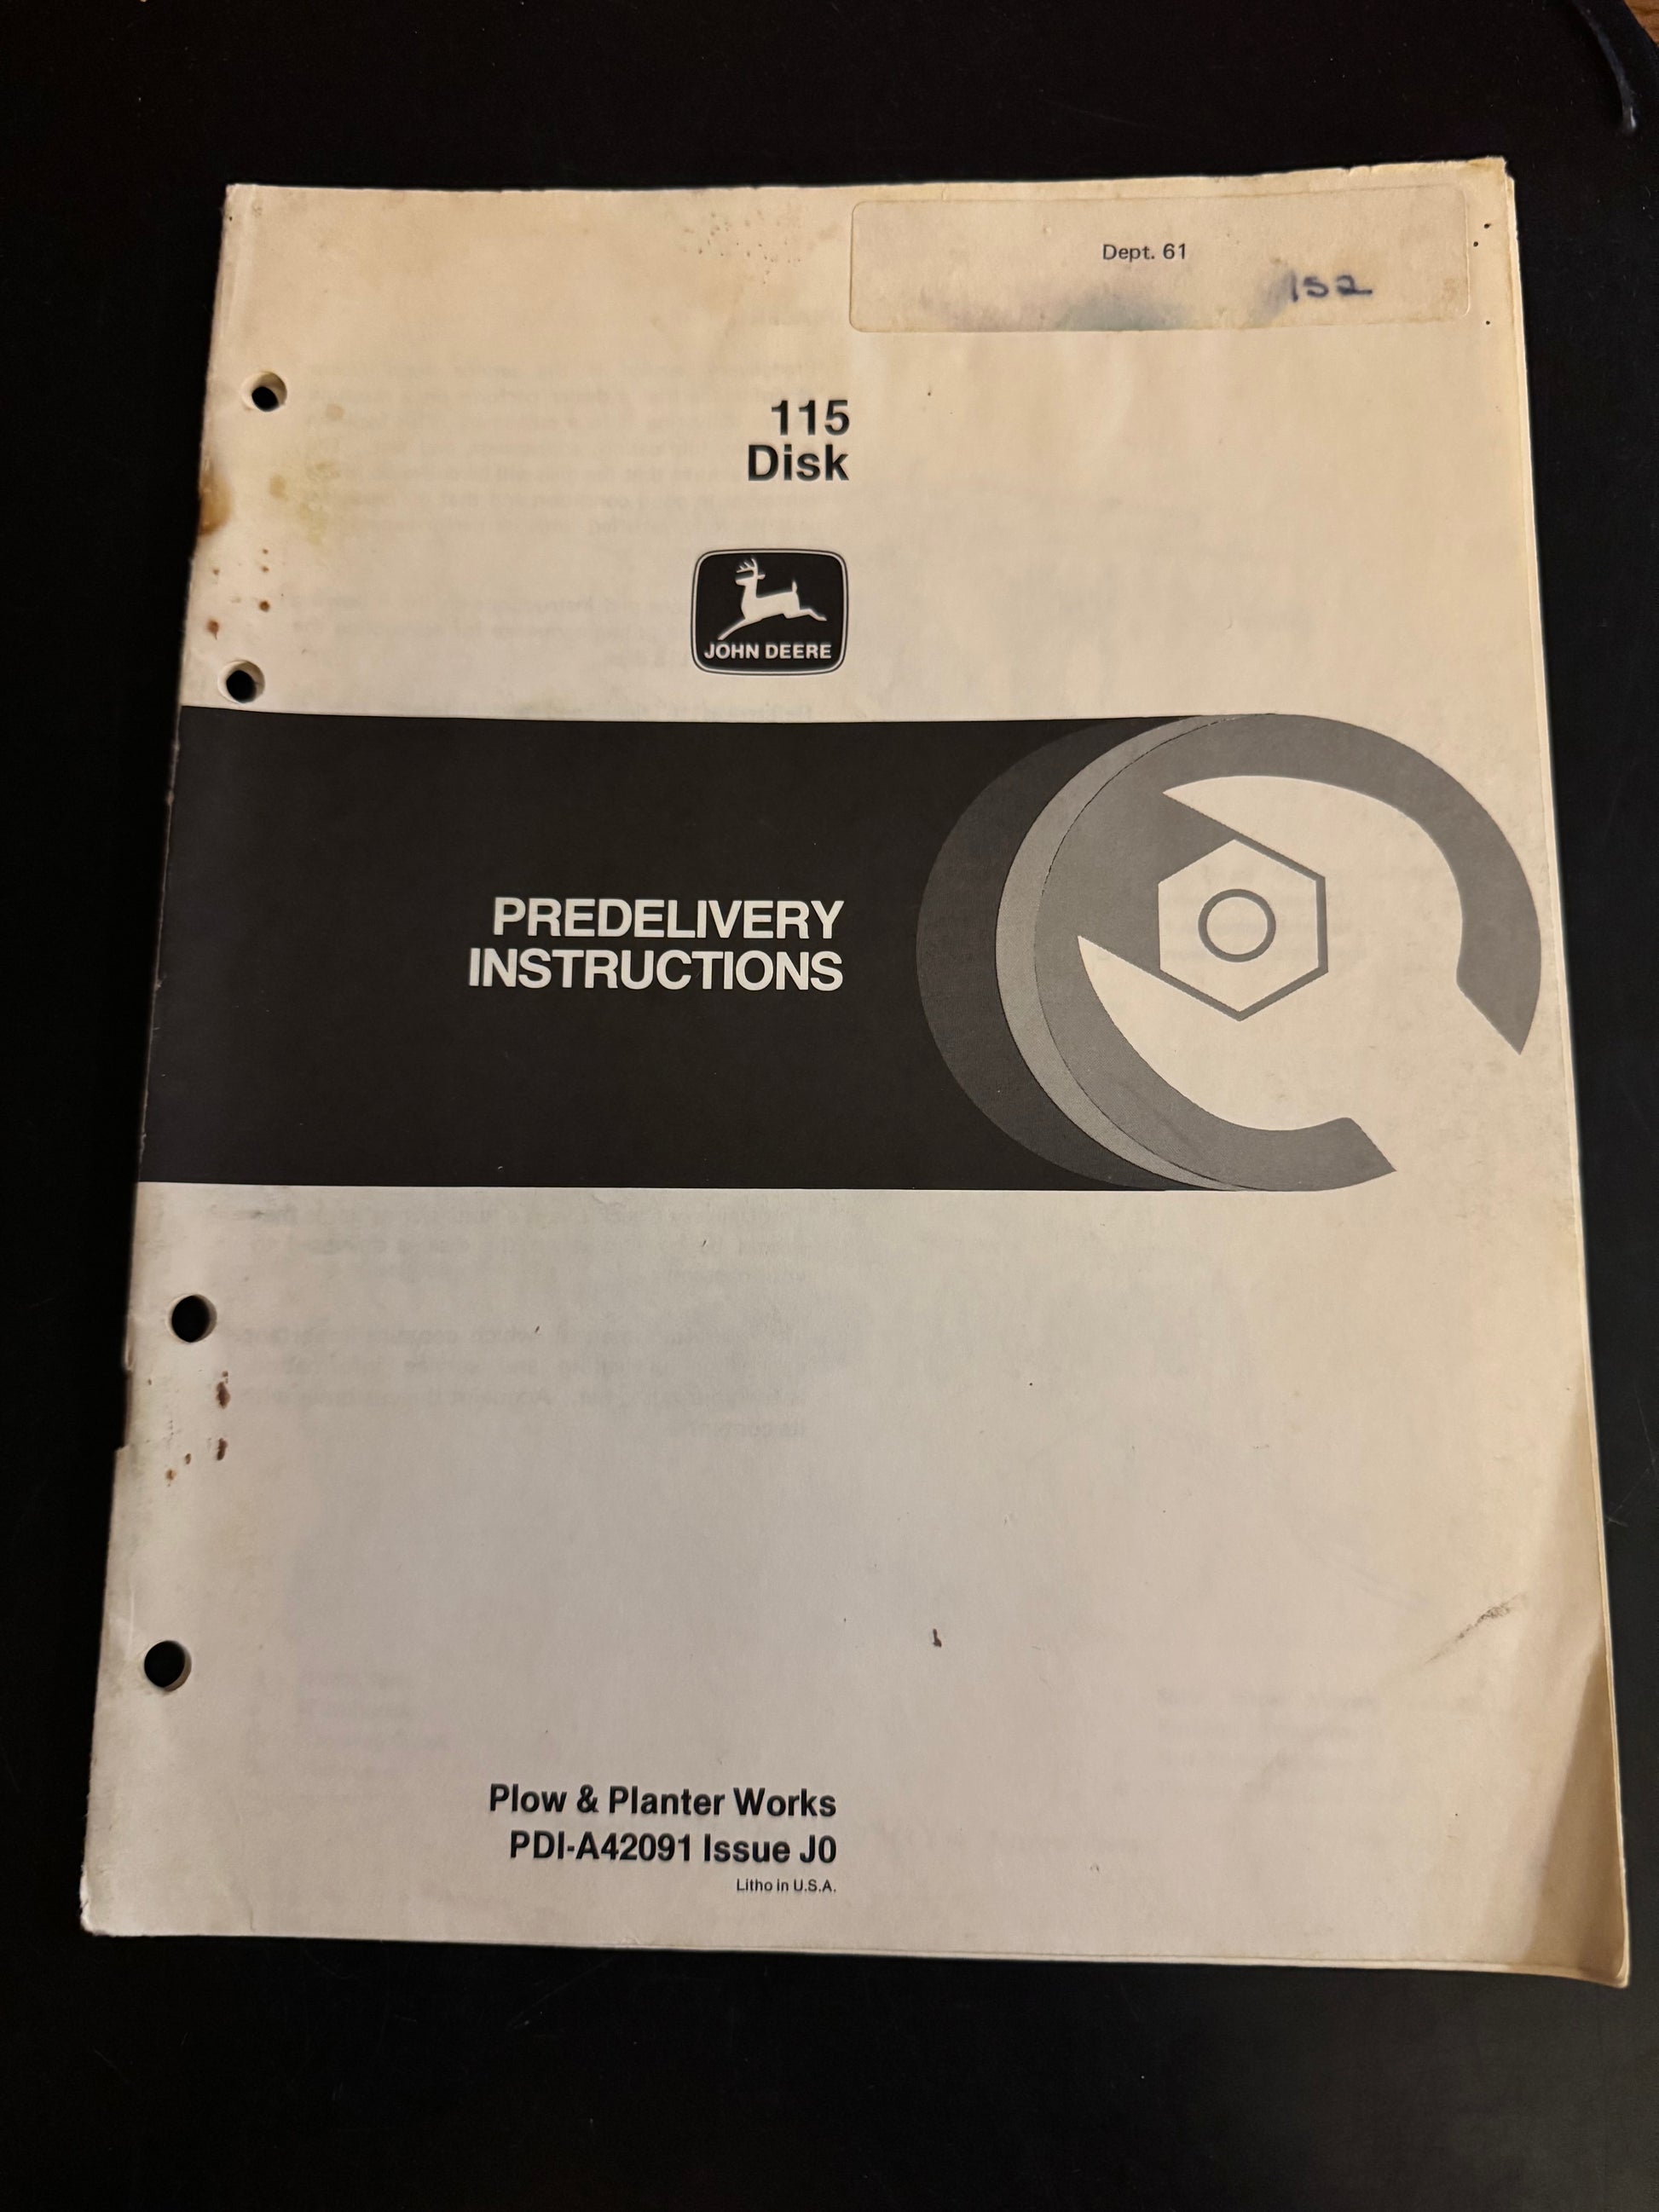 Dept. 61
152
115
Disk
JOHN DEERE
PREDELIVERY
INSTRUCTIONS
Plow & Planter Works
PDI-A42091 Issue J0
Litho in U.S.A.